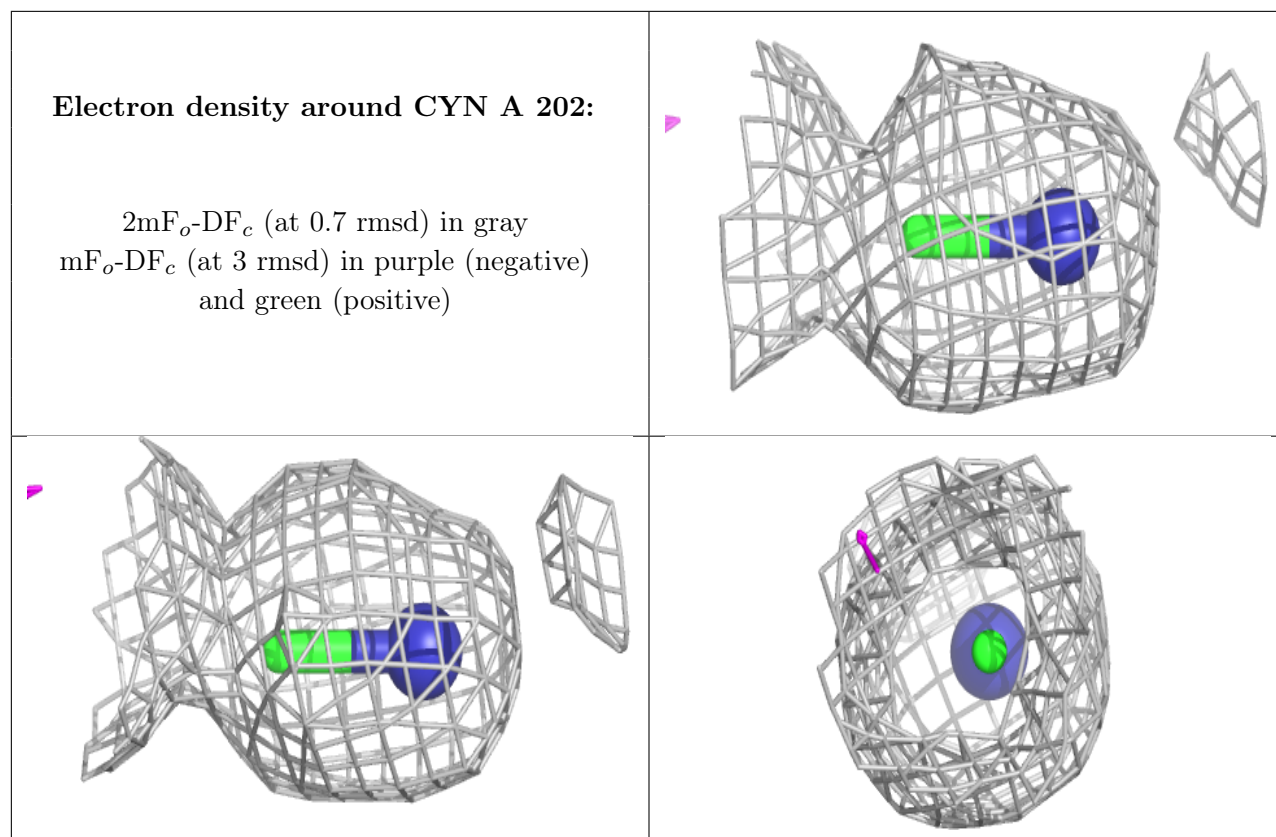 Electron density around CYN A 202:
2mFo-DFc (at 0.7 rmsd) in gray
mFo-DFc (at 3 rmsd) in purple (negative)
and green (positive)